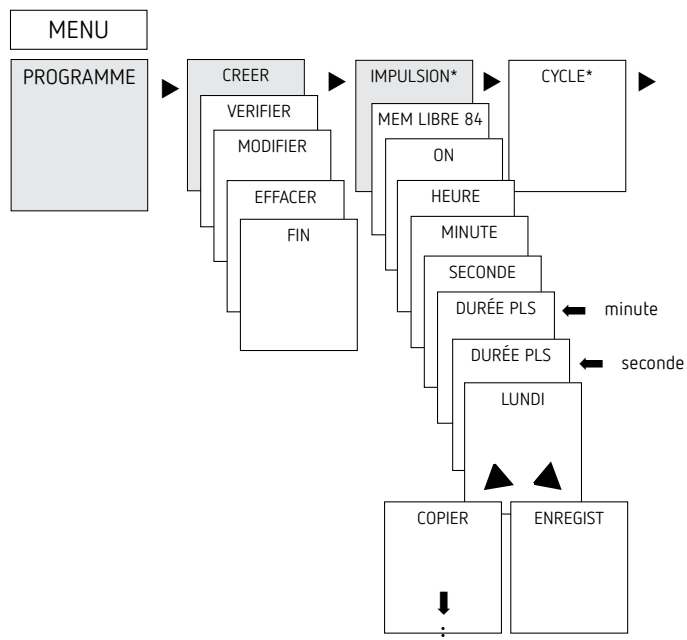 MENU
PROGRAMME
CREER
VERIFIER
MODIFIER
EFFACER
FIN
IMPULSION*
MEM LIBRE 84
ON
HEURE
MINUTE
SECONDE
DURÉE PLS
minute
DURÉE PLS
seconde
LUNDI
COPIER
ENREGIST
CYCLE*